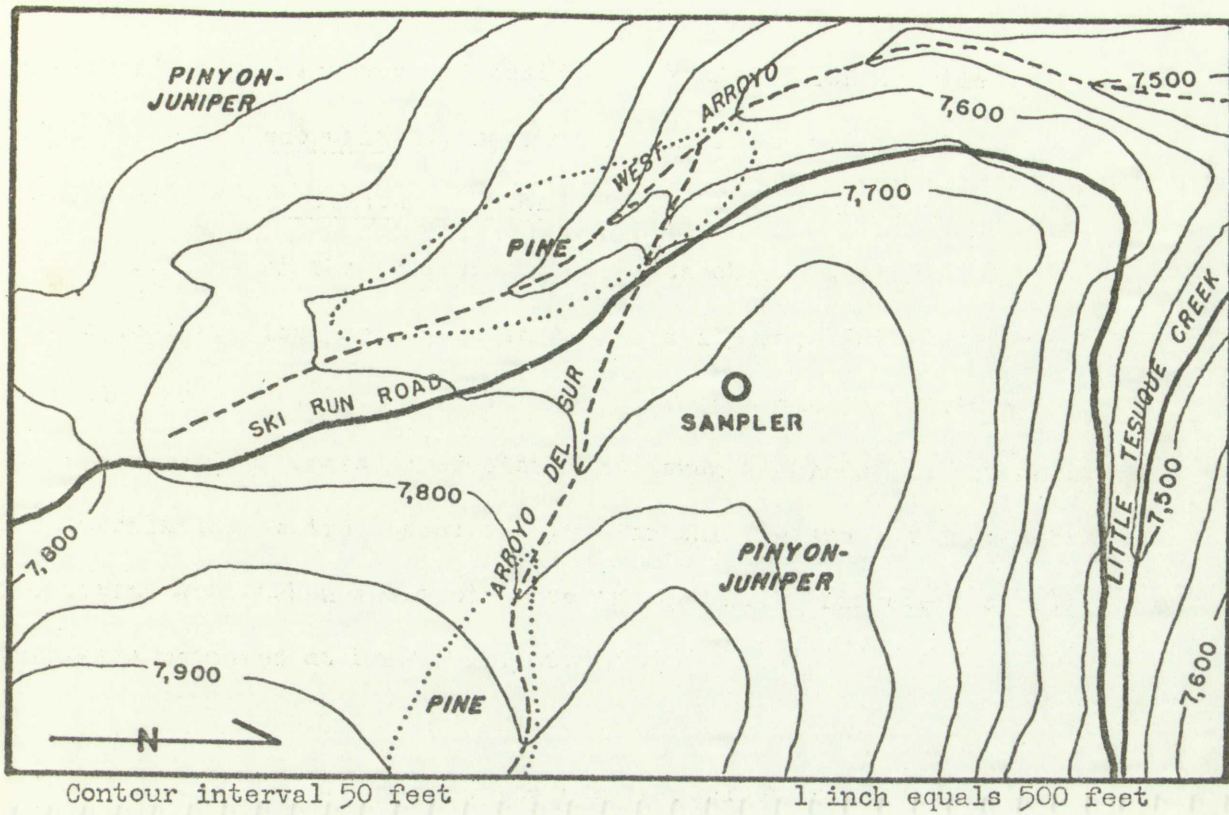 PINYON-
JUNIPER
ARROYO
7,500
7,600
WEST
7,700
PINE
SKI RUN ROAD
DEL GUR
SAMPLER
LITTLE TESUQUE CREEK
7,500
7,800
7,800
ARROYO
PINYON-
JUNIPER
7,900
PINE
7,600
N
Contour interval 50 feet
1 inch equals 500 feet